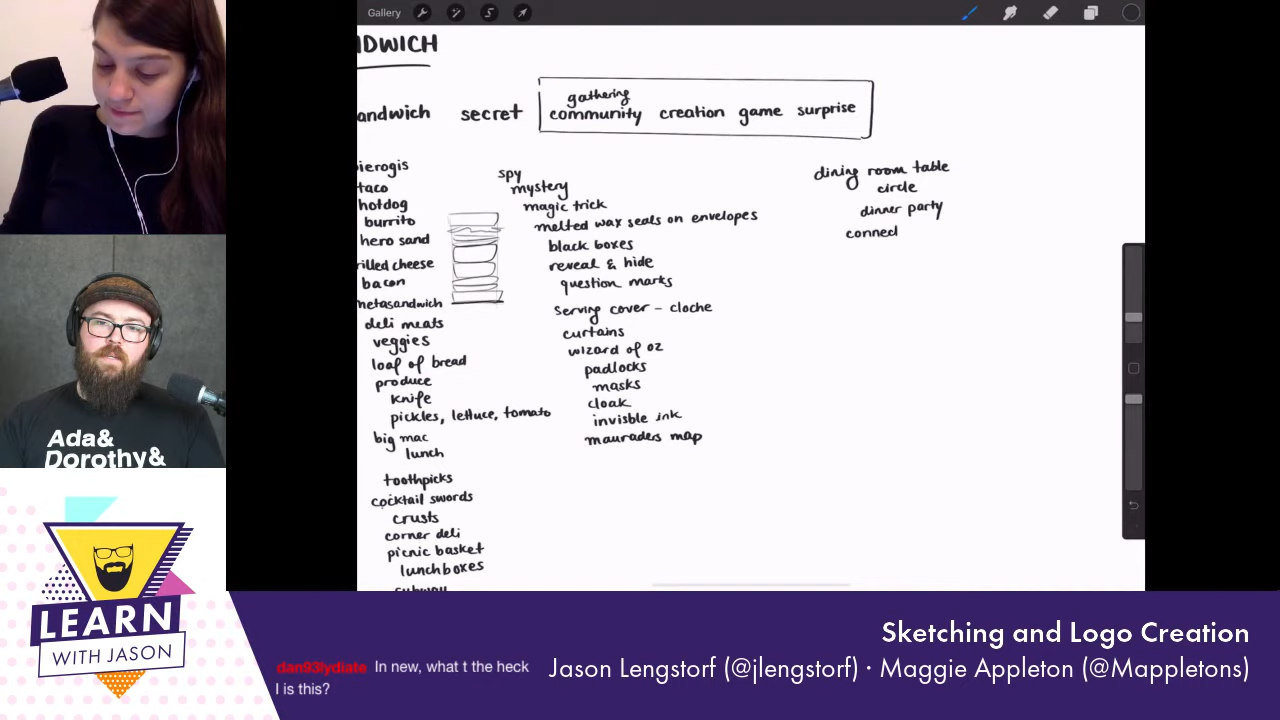 Gallery
NDWICH
andwich secret
gathering
community creation game surprise
ierogis
taco
hotdog
burrito
hero sand
rilled cheese
bacon
metasandwich
deli meats
veggies
loaf of bread
produce
knife
pickles, lettuce, tomato
big mac
lunch
toothpicks
cocktail swords
crusts
corner deli
picnic basket
lunchboxes
subway
spy
mystery
magic trick
melted wax seals on envelopes
black boxes
reveal & hide
question marks
serving cover - cloche
curtains
wizard of oz
padlocks
masks
cloak
invisble ink
mauraders map
dining room table
circle
dinner party
conned
Ada&
Dorothy&
LEARN
WITH JASON
dan93lydiate In new, what t the heck
I is this?
Sketching and Logo Creation
Jason Lengstorf (@jlengstorf) · Maggie Appleton (@Mappletons)